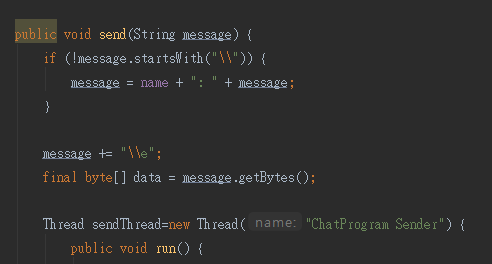 public void send(String message) {
if (!message.startsWith("\\")) {
message = name + ": " + message;
}
message += "\\e";
final byte[] data = message.getBytes();
Thread sendThread=new Thread( name: "ChatProgram Sender") {
public void run() {